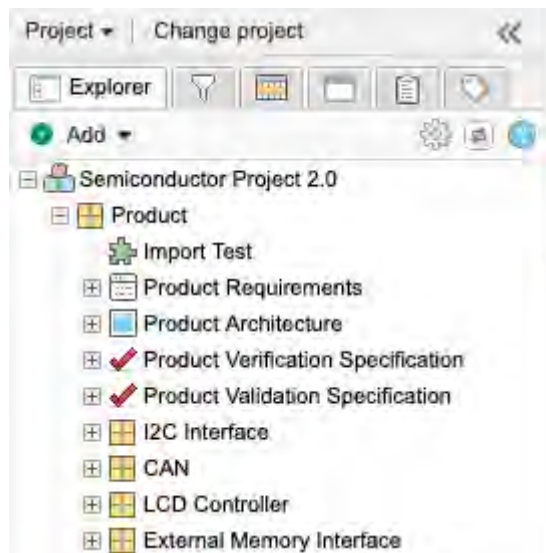 Project Change project
Explorer
Add
Semiconductor Project 2.0
Product
Import Test
Product Requirements
Product Architecture
Product Verification Specification
Product Validation Specification
I2C Interface
CAN
LCD Controller
External Memory Interface